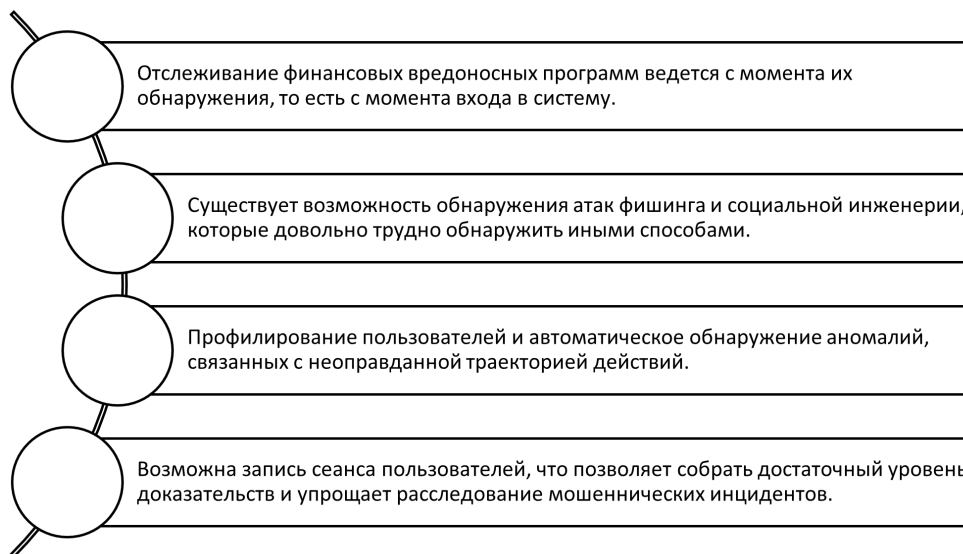 Отслеживание финансовых вредоносных программ ведется с момента их
обнаружения, то есть с момента входа в систему.
Существует возможность обнаружения атак фишинга и социальной инженерии,
которые довольно трудно обнаружить иными способами.
Профилирование пользователей и автоматическое обнаружение аномалий,
связанных с неоправданной траекторией действий.
Возможна запись сеанса пользователей, что позволяет собрать достаточный уровень
доказательств и упрощает расследование мошеннических инцидентов.